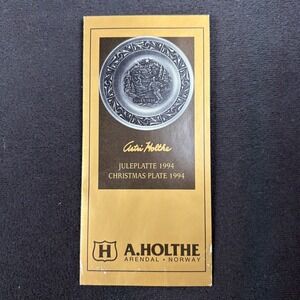 Astri Holthe
JULEPLATTE 1994
CHRISTMAS PLATE 1994
H
A.HOLTHE
ARENDAL • NORWAY